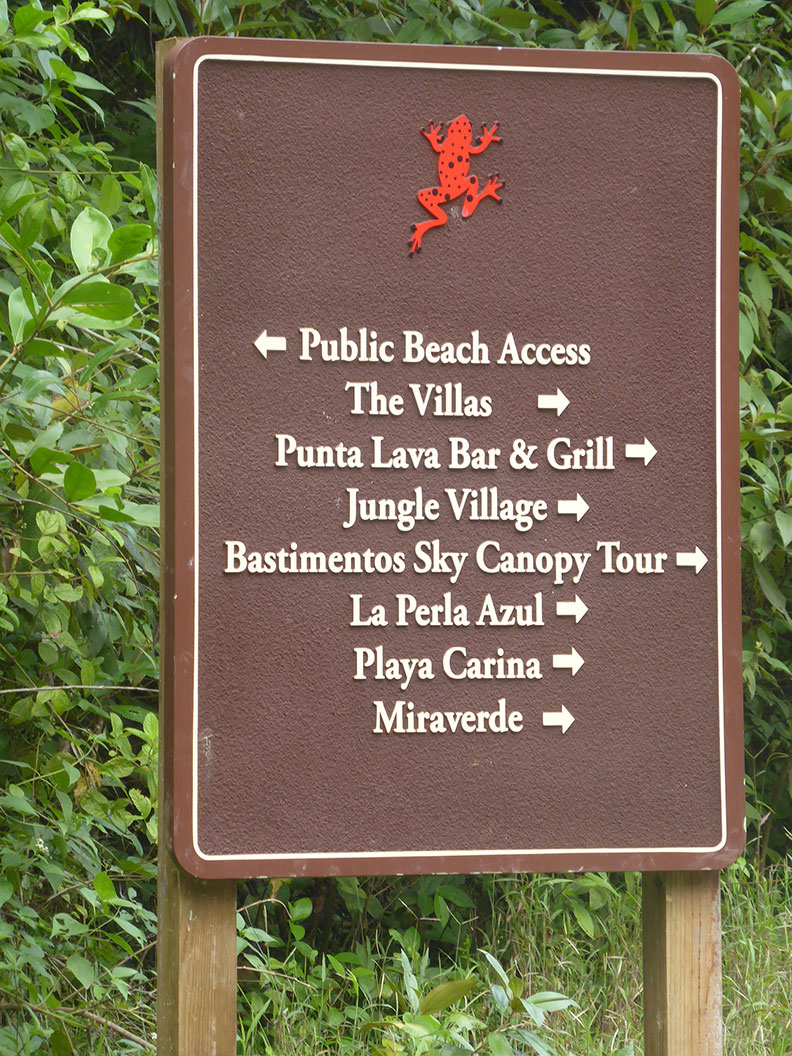 ← Public Beach Access
The Villas →
Punta Lava Bar & Grill →
Jungle Village →
Bastimentos Sky Canopy Tour →
La Perla Azul →
Playa Carina →
Miraverde →